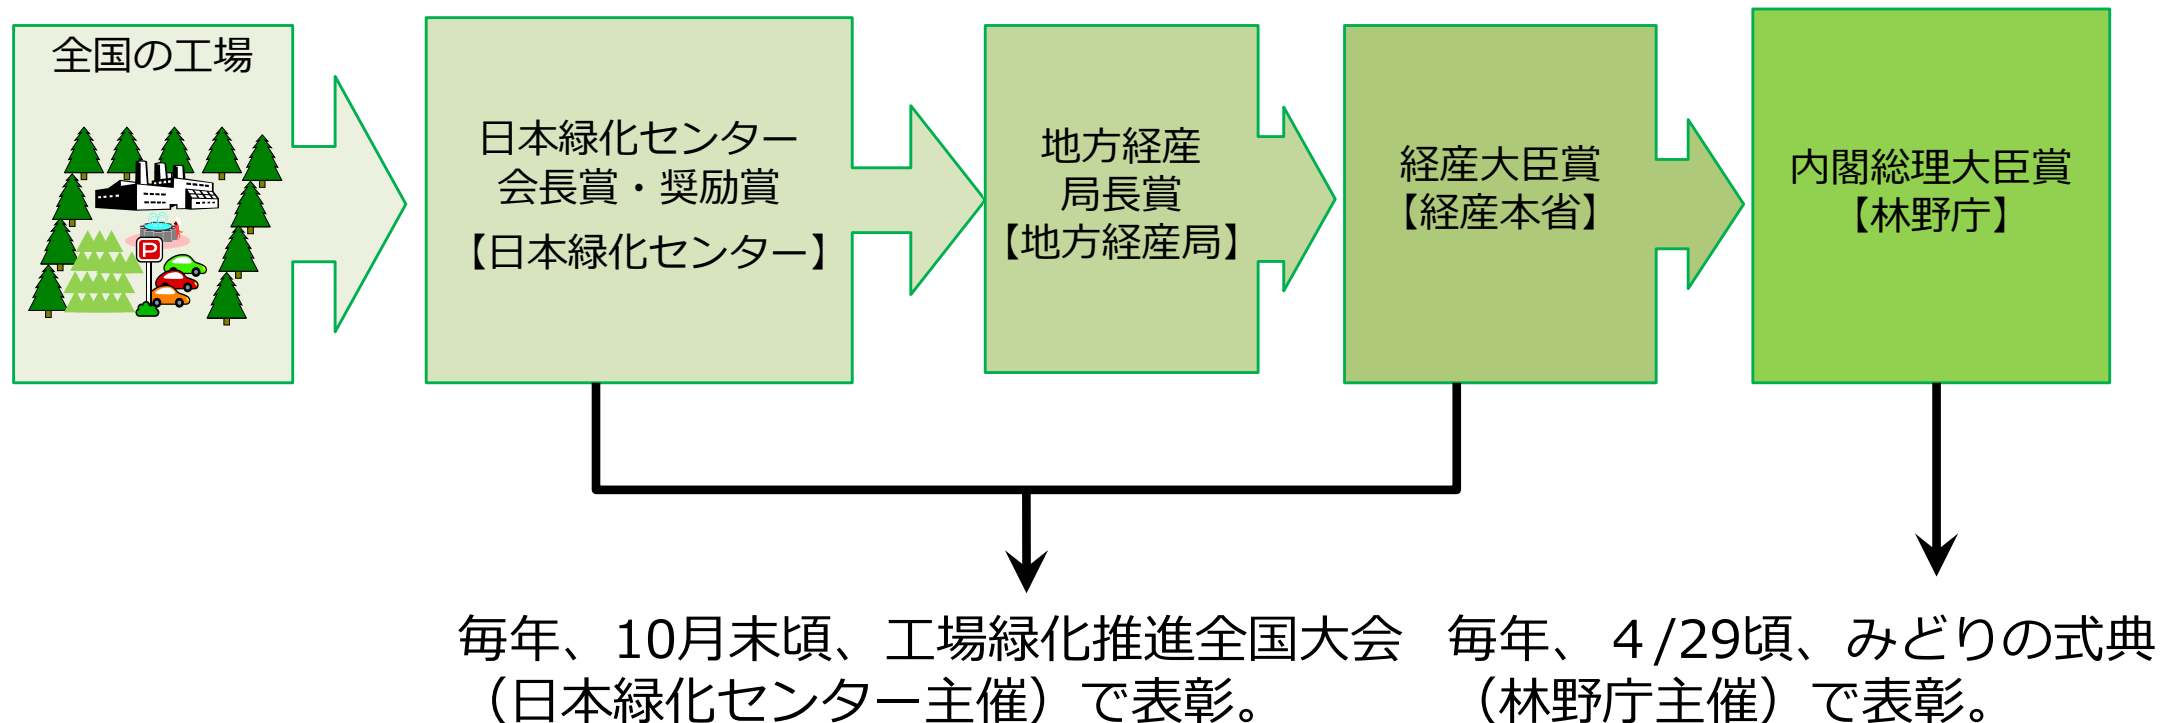 全国の工場
P
日本緑化センター
会長賞・奨励賞
【日本緑化センター】
地方経産
局長賞
【地方経産局】
経産大臣賞
【経産本省】
内閣総理大臣賞
【林野庁】
毎年、10月末頃、工場緑化推進全国大会
（日本緑化センター主催）で表彰。
毎年、４/29頃、みどりの式典
（林野庁主催）で表彰。